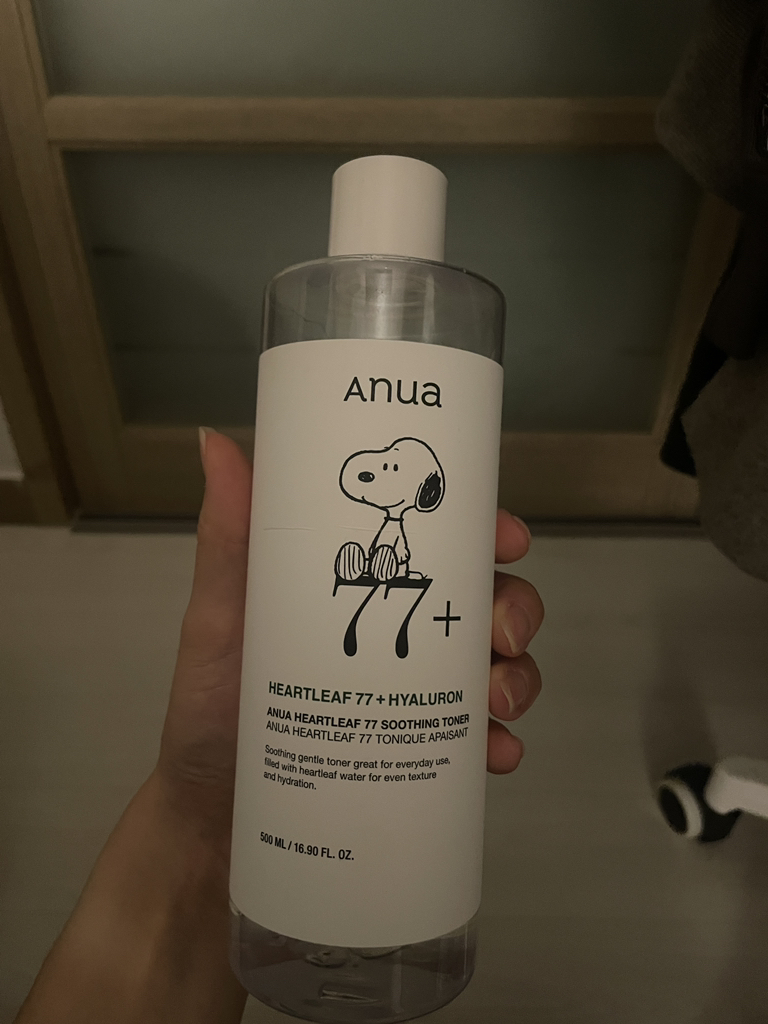 Anua
77+
HEARTLEAF 77+HYALURON
ANUA HEARTLEAF 77 SOOTHING TONER
ANUA HEARTLEAF 77 TONIQUE APAISANT
Soothing gentle toner great for everyday use,
filled with heartleaf water for even texture
and hydration.
500 ML / 16.90 FL. OZ.